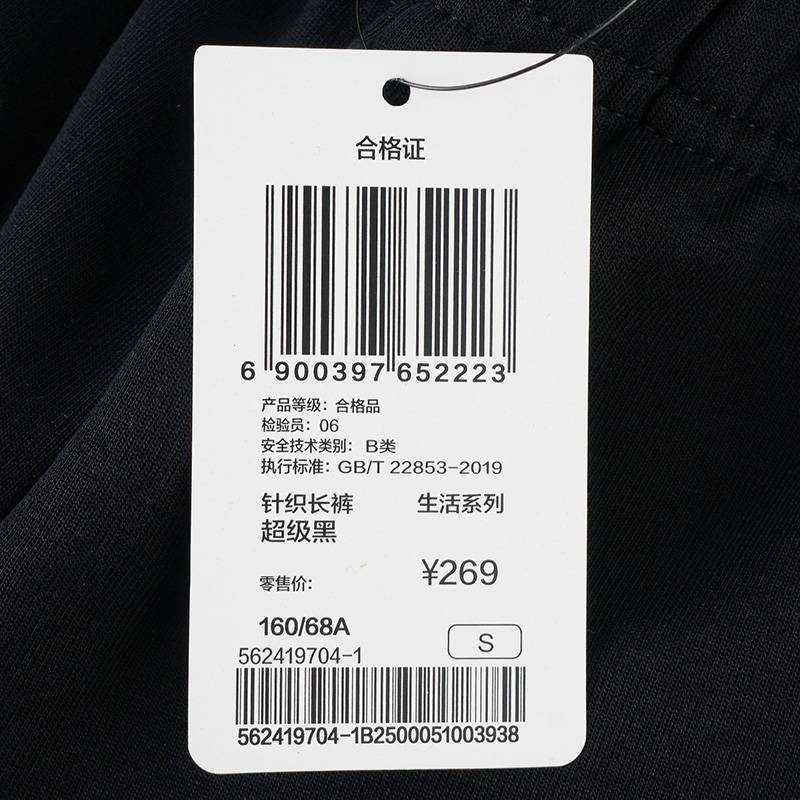 合格证
6 900397 652223
产品等级：合格品
检验员：06
安全技术类别：B类
执行标准：GB/T 22853-2019
针织长裤 生活系列
超级黑
零售价： ¥269
160/68A S
562419704-1
562419704-1B2500051003938